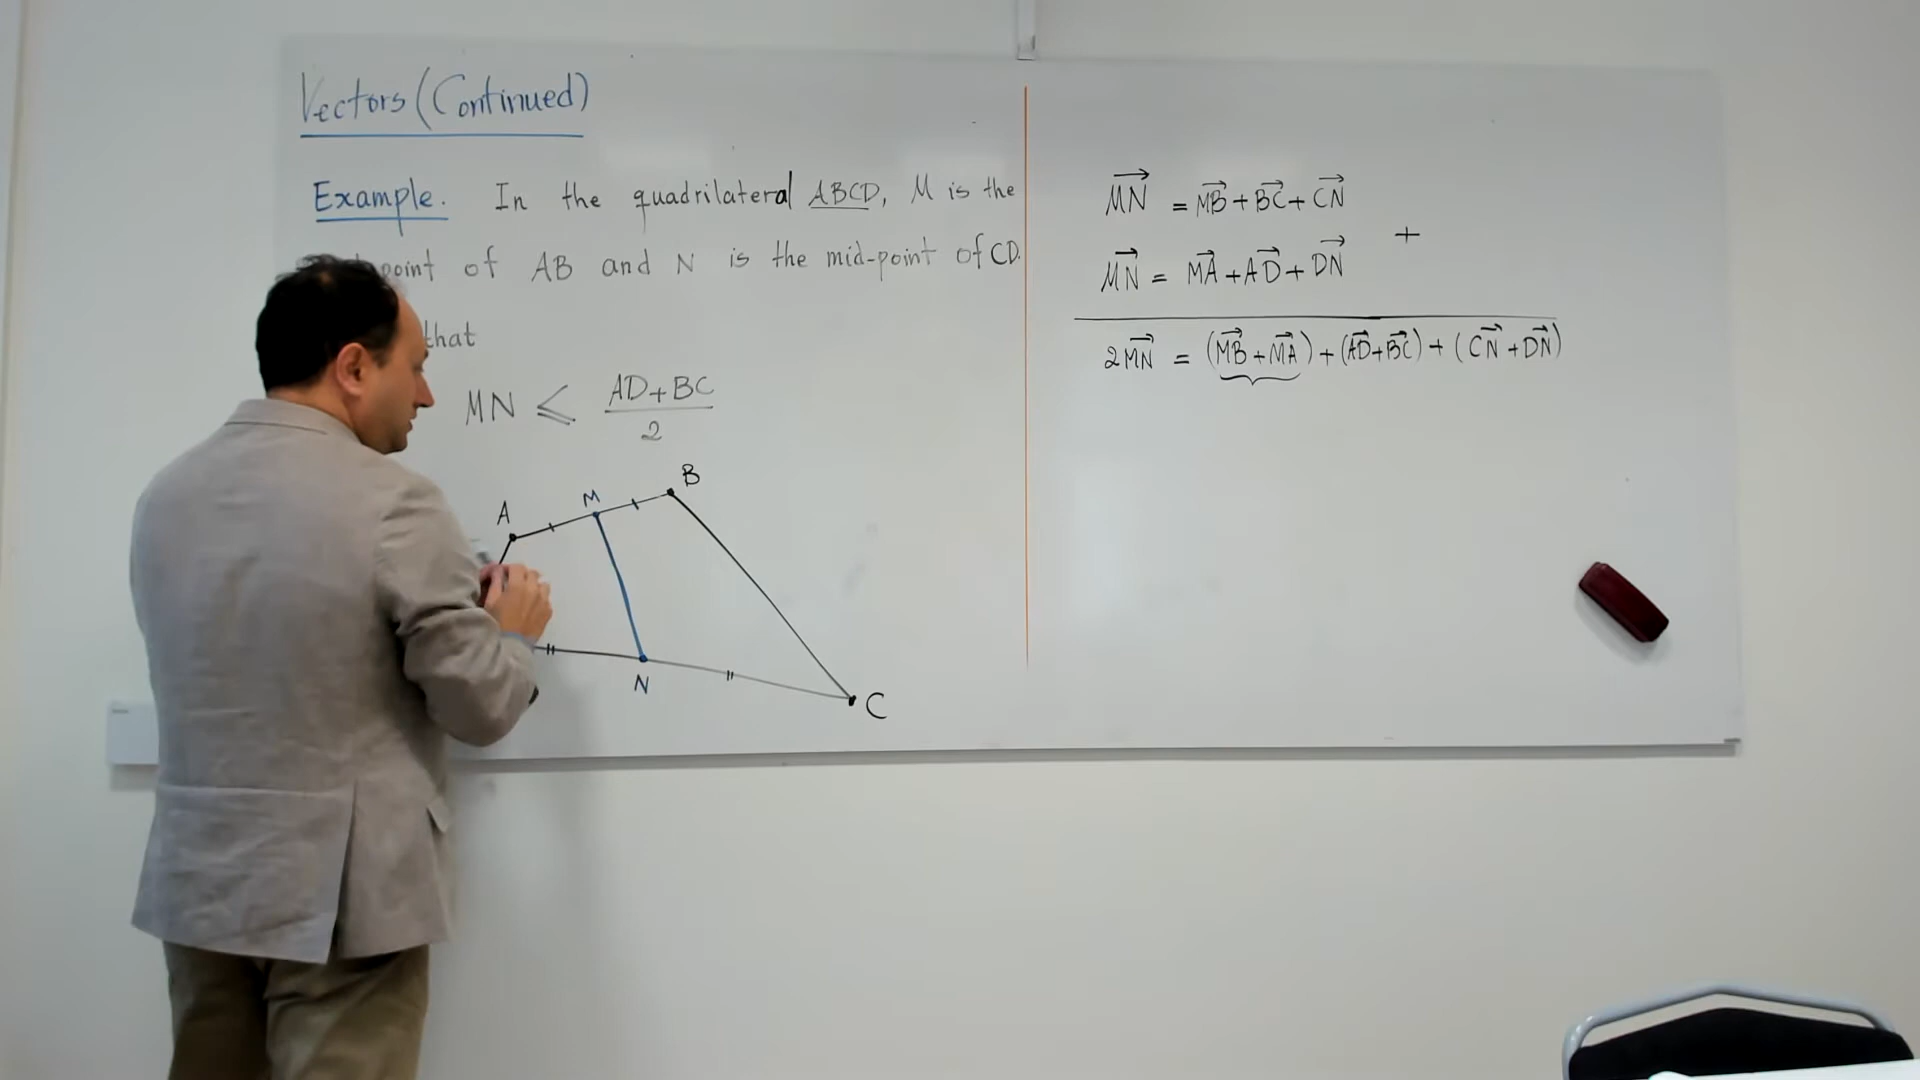 Vectors (Continued)
Example. In the quadrilateral ABCD, M is the
point of AB and N is the mid-point of CD.
that
MN ⩽ AD+BC
2
B
M
A
N
C
→MN = →MB + →BC + →CN
+
→MN = →MA + →AD + →DN
2→MN = (→MB + →MA) + (→AD + →BC) + (→CN + →DN)